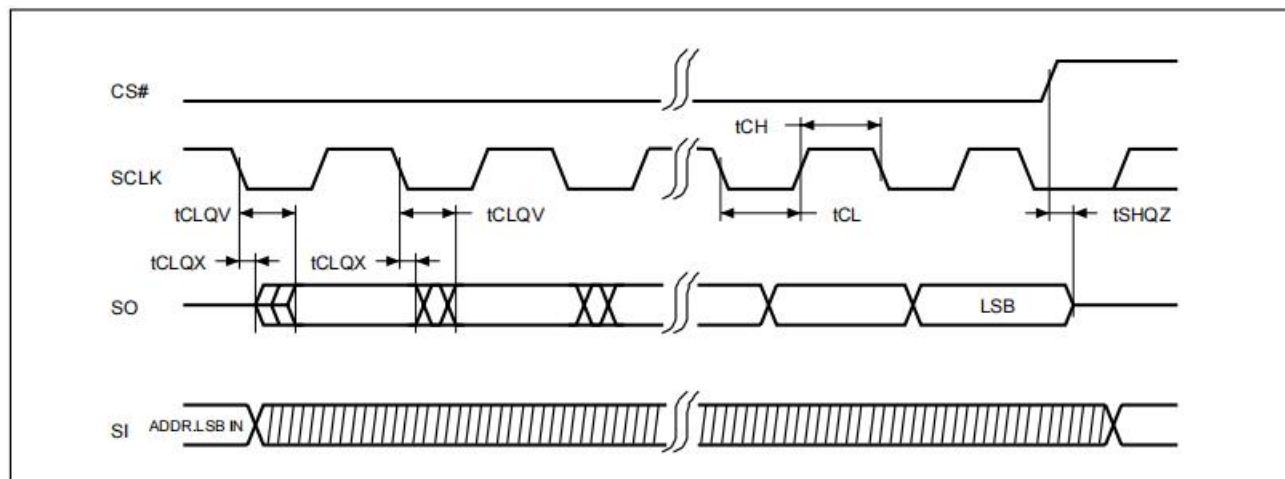 CS#
tCH
SCLK
tCLQV
tCLQV
tCL
tSHQZ
tCLQX
tCLQX
SO
LSB
SI
ADDR.LSB IN